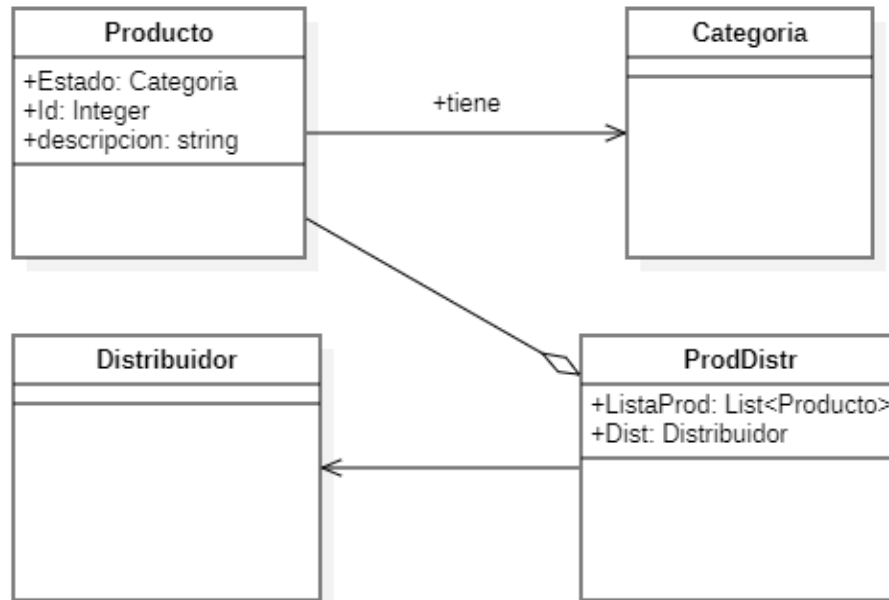 Producto
+Estado: Categoria
+Id: Integer
+descripcion: string
+tiene
Categoria
Distribuidor
ProdDistr
+ListaProd: List<Producto>
+Dist: Distribuidor